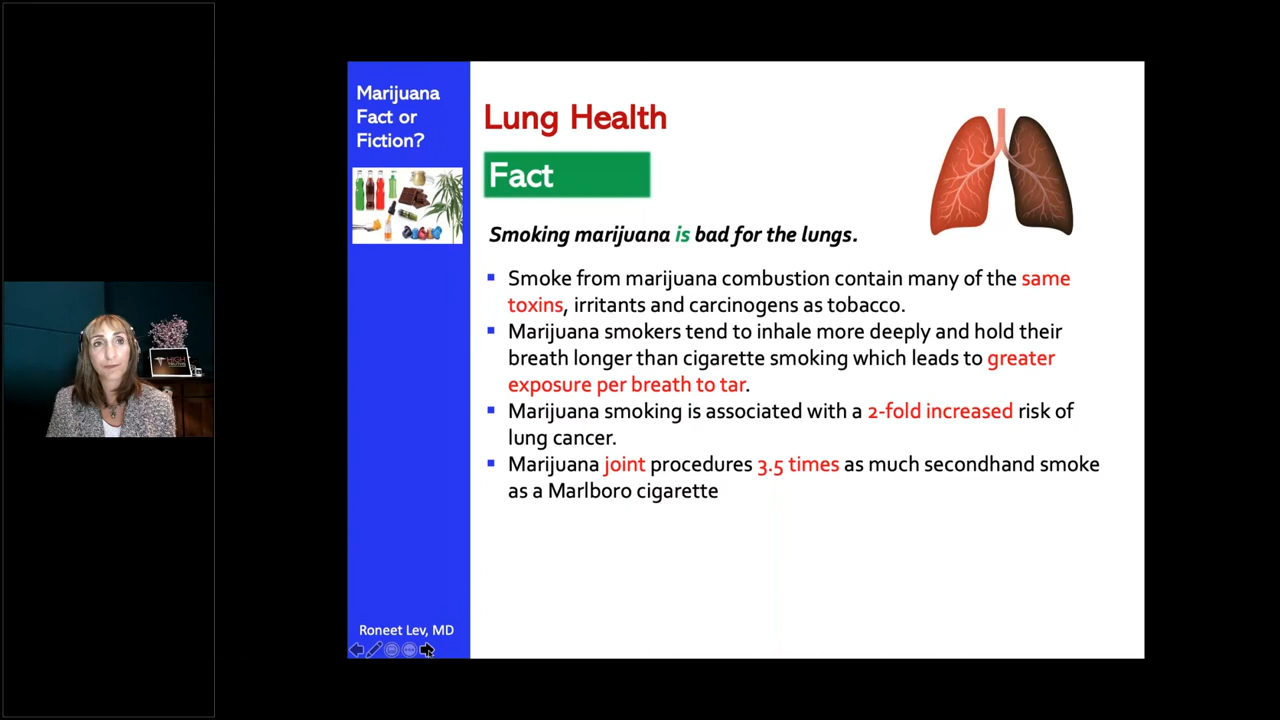 Marijuana
Fact or
Fiction?
Lung Health
Fact
Smoking marijuana is bad for the lungs.
Smoke from marijuana combustion contain many of the same
toxins, irritants and carcinogens as tobacco.
Marijuana smokers tend to inhale more deeply and hold their
breath longer than cigarette smoking which leads to greater
exposure per breath to tar.
Marijuana smoking is associated with a 2-fold increased risk of
lung cancer.
Marijuana joint procedures 3.5 times as much secondhand smoke
as a Marlboro cigarette
Roneet Lev, MD
HIGH
TRUTHS